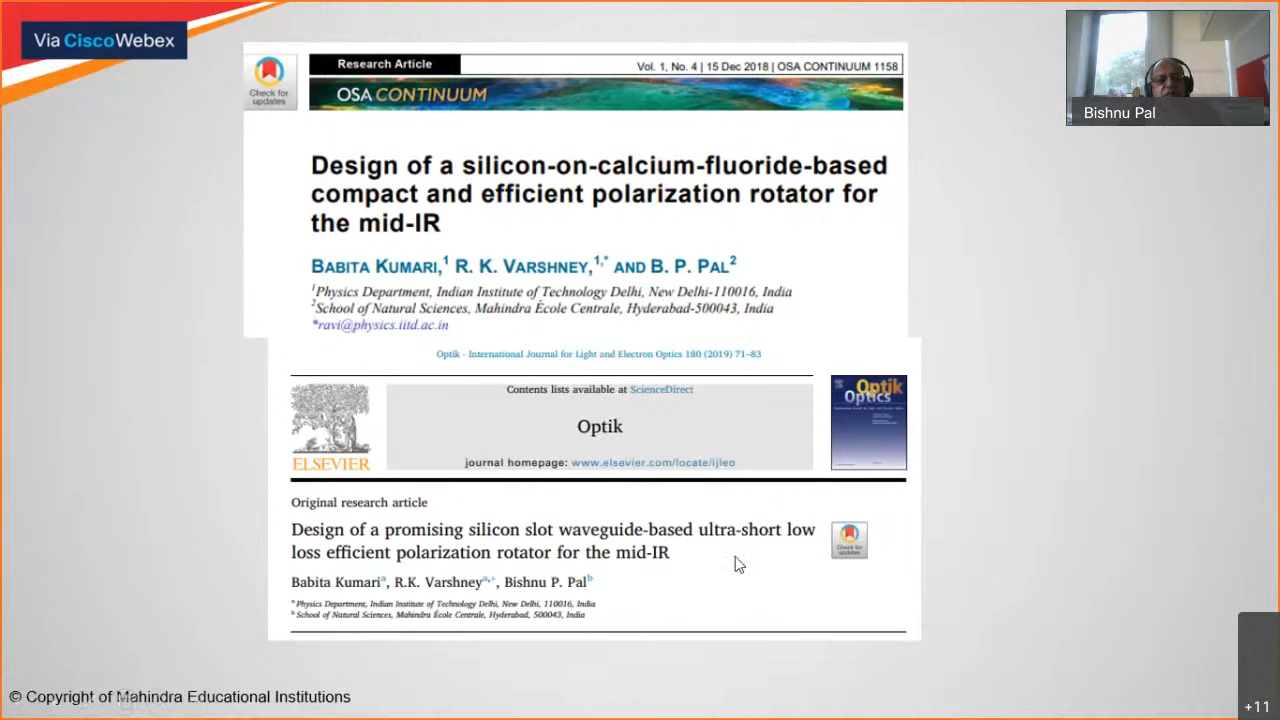 Via CiscoWebex
Bishnu Pal
Check for
updates
Research Article
Vol. 1, No. 4 | 15 Dec 2018 | OSA CONTINUUM 1158
OSA CONTINUUM
Design of a silicon-on-calcium-fluoride-based
compact and efficient polarization rotator for
the mid-IR
BABITA KUMARI,1 R. K. VARSHNEY,1,* AND B. P. PAL2
1Physics Department, Indian Institute of Technology Delhi, New Delhi-110016, India
2School of Natural Sciences, Mahindra École Centrale, Hyderabad-500043, India
*ravi@physics.iitd.ac.in
Optik - International Journal for Light and Electron Optics 180 (2019) 71–83
Contents lists available at ScienceDirect
Optik
journal homepage: www.elsevier.com/locate/ijleo
ELSEVIER
Optik
Optics
Original research article
Design of a promising silicon slot waveguide-based ultra-short low
loss efficient polarization rotator for the mid-IR
Check for
updates
Babita Kumaria, R.K. Varshneya,*, Bishnu P. Palb
a Physics Department, Indian Institute of Technology Delhi, New Delhi, 110016, India
b School of Natural Sciences, Mahindra École Centrale, Hyderabad, 500043, India
© Copyright of Mahindra Educational Institutions
+11